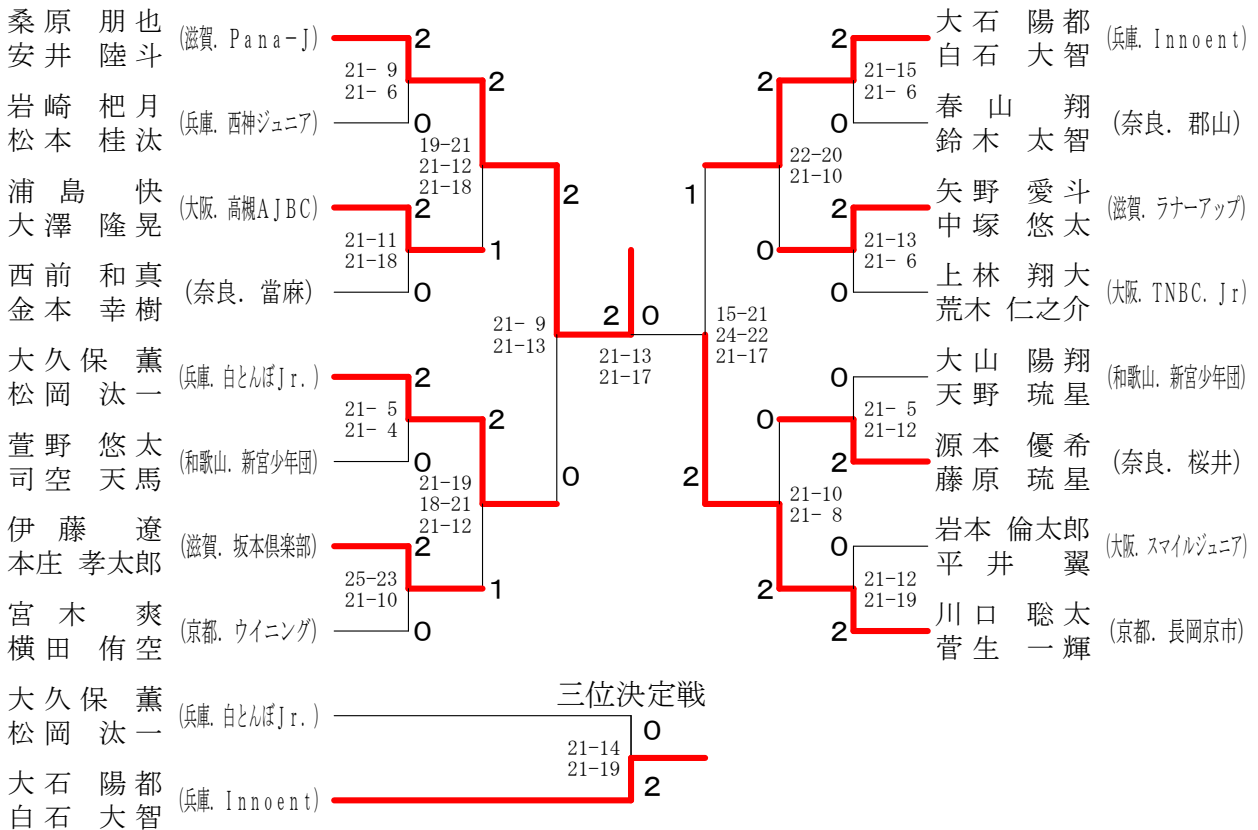 桑原 朋也
安井 陸斗
(滋賀. Pana-J)
2
21- 9
21- 6
岩崎 杷月
松本 桂汰
(兵庫. 西神ジュニア)
0
2
19-21
21-12
21-18
浦島 快
大澤 隆晃
(大阪. 高槻AJBC)
2
21-11
21-18
1
西前 和真
金本 幸樹
(奈良. 當麻)
0
2
21- 9
21-13
大久保 薫
松岡 汰一
(兵庫. 白とんぼJr.)
2
21- 5
21- 4
2
萱野 悠太
司空 天馬
(和歌山. 新宮少年団)
0
21-19
18-21
21-12
0
伊藤 遼
本庄 孝太郎
(滋賀. 坂本倶楽部)
2
25-23
21-10
1
宮木 爽
横田 侑空
(京都. ウイニング)
0
2
0
21-13
21-17
大石 陽都
白石 大智
(兵庫. Innoent)
2
21-15
21- 6
2
春山 翔
鈴木 太智
(奈良. 郡山)
0
22-20
21-10
1
矢野 愛斗
中塚 悠太
(滋賀. ラナーアップ)
2
21-13
21- 6
0
上林 翔大
荒木 仁之介
(大阪. TNBC. Jr)
0
15-21
24-22
21-17
大山 陽翔
天野 琉星
(和歌山. 新宮少年団)
0
21- 5
21-12
0
源本 優希
藤原 琉星
(奈良. 桜井)
2
2
21-10
21- 8
岩本 倫太郎
平井 翼
(大阪. スマイルジュニア)
0
21-12
21-19
2
川口 聡太
菅生 一輝
(京都. 長岡京市)
2
三位決定戦
大久保 薫
松岡 汰一
(兵庫. 白とんぼJr.)
0
21-14
21-19
大石 陽都
白石 大智
(兵庫. Innoent)
2